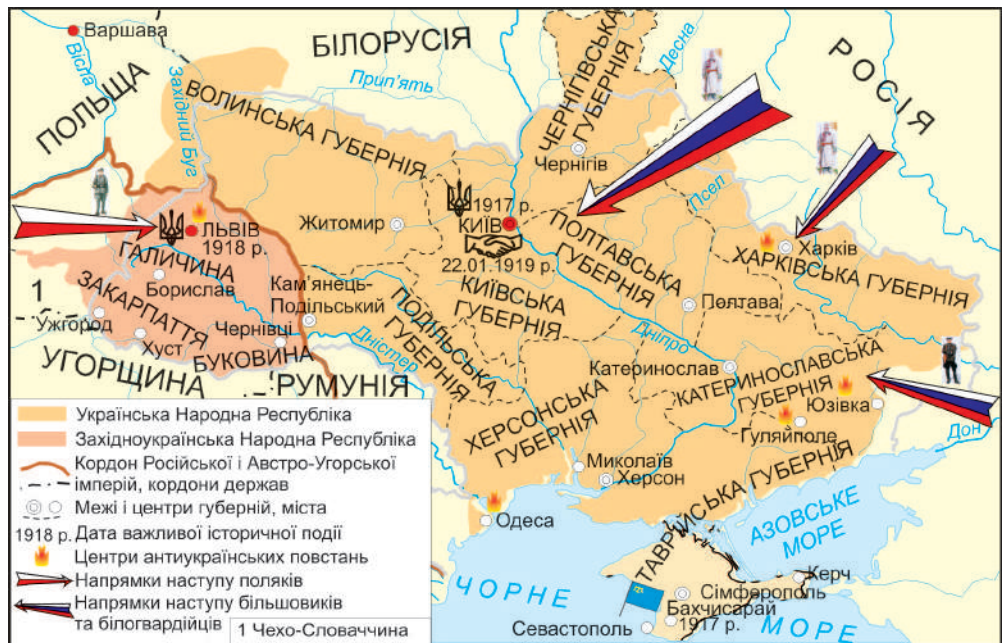 Варшава
Вісла
БІЛОРУСІЯ
Десна
РОСІЯ
Прип'ять
Західний Буг
ПОЛЬЩА
ВОЛИНСЬКА ГУБЕРНІЯ
ЧЕРНІГІВСЬКА
ГУБЕРНІЯ
Чернігів
Псел
1917 р.
КИЇВ
22.01.1919 р.
Житомир
ЛЬВІВ
1918 р.
ГАЛИЧИНА
Борислав
ЗАКАРПАТТЯ
1
Ужгород
Хуст
Чернівці
БУКОВИНА
Кам'янець-
Подільський
КИЇВСЬКА
ГУБЕРНІЯ
ПОЛТАВСЬКА
ГУБЕРНІЯ
Полтава
Харків
ХАРКІВСЬКА ГУБЕРНІЯ
ПОДІЛЬСЬКА
ГУБЕРНІЯ
Дністер
Дніпро
УГОРЩИНА
РУМУНІЯ
Катеринослав
КАТЕРИНОСЛАВСЬКА
ГУБЕРНІЯ
Юзівка
Гуляйполе
Дон
ХЕРСОНСЬКА
ГУБЕРНІЯ
Миколаїв
Херсон
Одеса
ТАВРІЙСЬКА ГУБЕРНІЯ
АЗОВСЬКЕ
МОРЕ
Керч
Сімферополь
Бахчисарай
1917 р.
Севастополь
ЧОРНЕ
МОРЕ
Українська Народна Республіка
Західноукраїнська Народна Республіка
Кордон Російської і Австро-Угорської
імперій, кордони держав
Межі і центри губерній, міста
1918 р. Дата важливої історичної події
Центри антиукраїнських повстань
Напрямки наступу поляків
Напрямки наступу більшовиків
та білогвардійців
1 Чехо-Словаччина